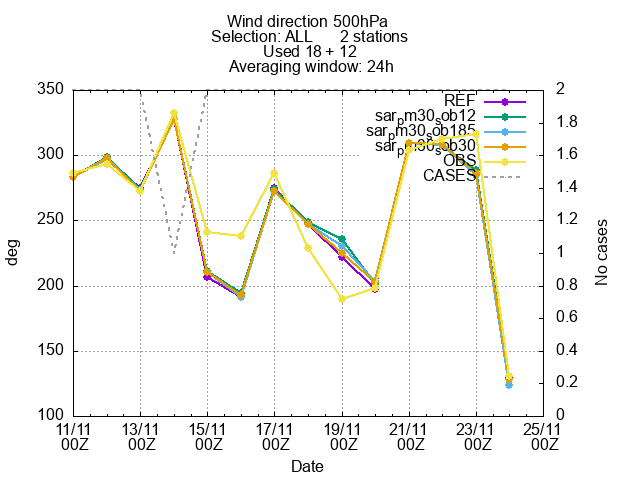 Wind direction 500hPa
Selection: ALL 2 stations
Used 18 + 12
Averaging window: 24h
350
300
250
200
150
100
deg
2
1.8
1.6
1.4
1.2
1
0.8
0.6
0.4
0.2
0
No cases
REF
sar_pm30_sob12
sar_pm30_sob185
sar_pm30_sob30
OBS
CASES
11/11 13/11 15/11 17/11 19/11 21/11 23/11 25/11
00Z 00Z 00Z 00Z 00Z 00Z 00Z 00Z
Date